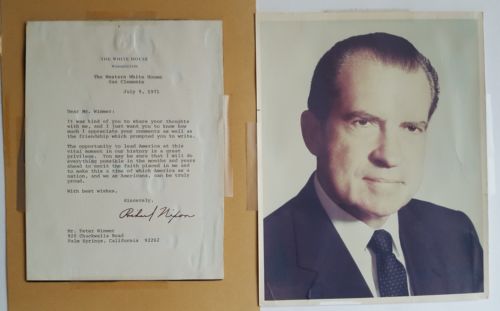 THE WHITE HOUSE
WASHINGTON
The Western White House
San Clemente
July 9, 1971
Dear Mr. Wimmer:
It was kind of you to share your thoughts
with me, and I just want you to know how
much I appreciate your comments as well as
the friendship which prompted you to write.
The opportunity to lead America at this
vital moment in our history is a great
privilege. You may be sure that I will do
everything possible in the months and years
ahead to merit the faith placed in me and
to make this a time of which America as a
nation, and we as Americans, can be truly
proud.
With best wishes,
Sincerely,
Richard Nixon
Mr. Peter Wimmer
925 Chuckwalla Road
Palm Springs, California 92262